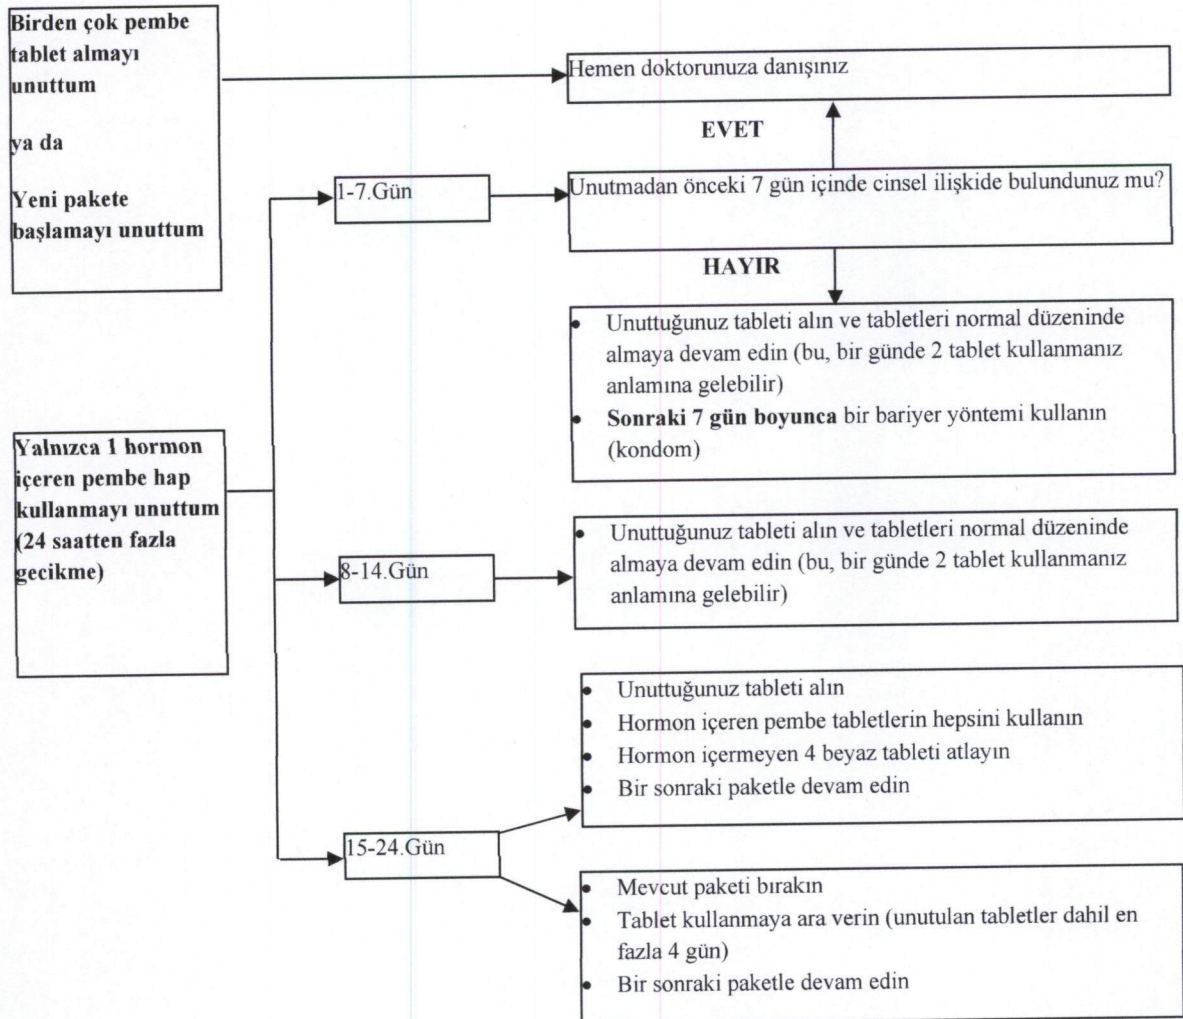 Birden çok pembe
tablet almayı
unuttum
ya da
Yeni pakete
başlamayı unuttum
Hemen doktorunuza danışınız
EVET
1-7.Gün
Unutmadan önceki 7 gün içinde cinsel ilişkide bulundunuz mu?
HAYIR
• Unuttuğunuz tableti alın ve tabletleri normal düzeninde
almaya devam edin (bu, bir günde 2 tablet kullanmanız
anlamına gelebilir)
• Sonraki 7 gün boyunca bir bariyer yöntemi kullanın
(kondom)
Yalnızca 1 hormon
içeren pembe hap
kullanmayı unuttum
(24 saatten fazla
gecikme)
8-14.Gün
• Unuttuğunuz tableti alın ve tabletleri normal düzeninde
almaya devam edin (bu, bir günde 2 tablet kullanmanız
anlamına gelebilir)
15-24.Gün
• Unuttuğunuz tableti alın
• Hormon içeren pembe tabletlerin hepsini kullanın
• Hormon içermeyen 4 beyaz tableti atlayın
• Bir sonraki paketle devam edin
• Mevcut paketi bırakın
• Tablet kullanmaya ara verin (unutulan tabletler dahil en
fazla 4 gün)
• Bir sonraki paketle devam edin